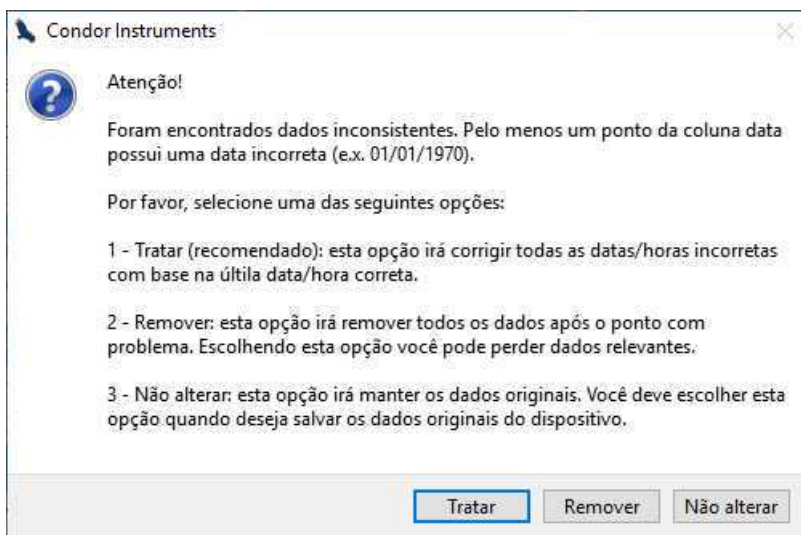 Condor Instruments
Atenção!
Foram encontrados dados inconsistentes. Pelo menos um ponto da coluna data
possui uma data incorreta (e.x. 01/01/1970).
Por favor, selecione uma das seguintes opções:
1 - Tratar (recomendado): esta opção irá corrigir todas as datas/horas incorretas
com base na últila data/hora correta.
2 - Remover: esta opção irá remover todos os dados após o ponto com
problema. Escolhendo esta opção você pode perder dados relevantes.
3 - Não alterar: esta opção irá manter os dados originais. Você deve escolher esta
opção quando deseja salvar os dados originais do dispositivo.
Tratar Remover Não alterar